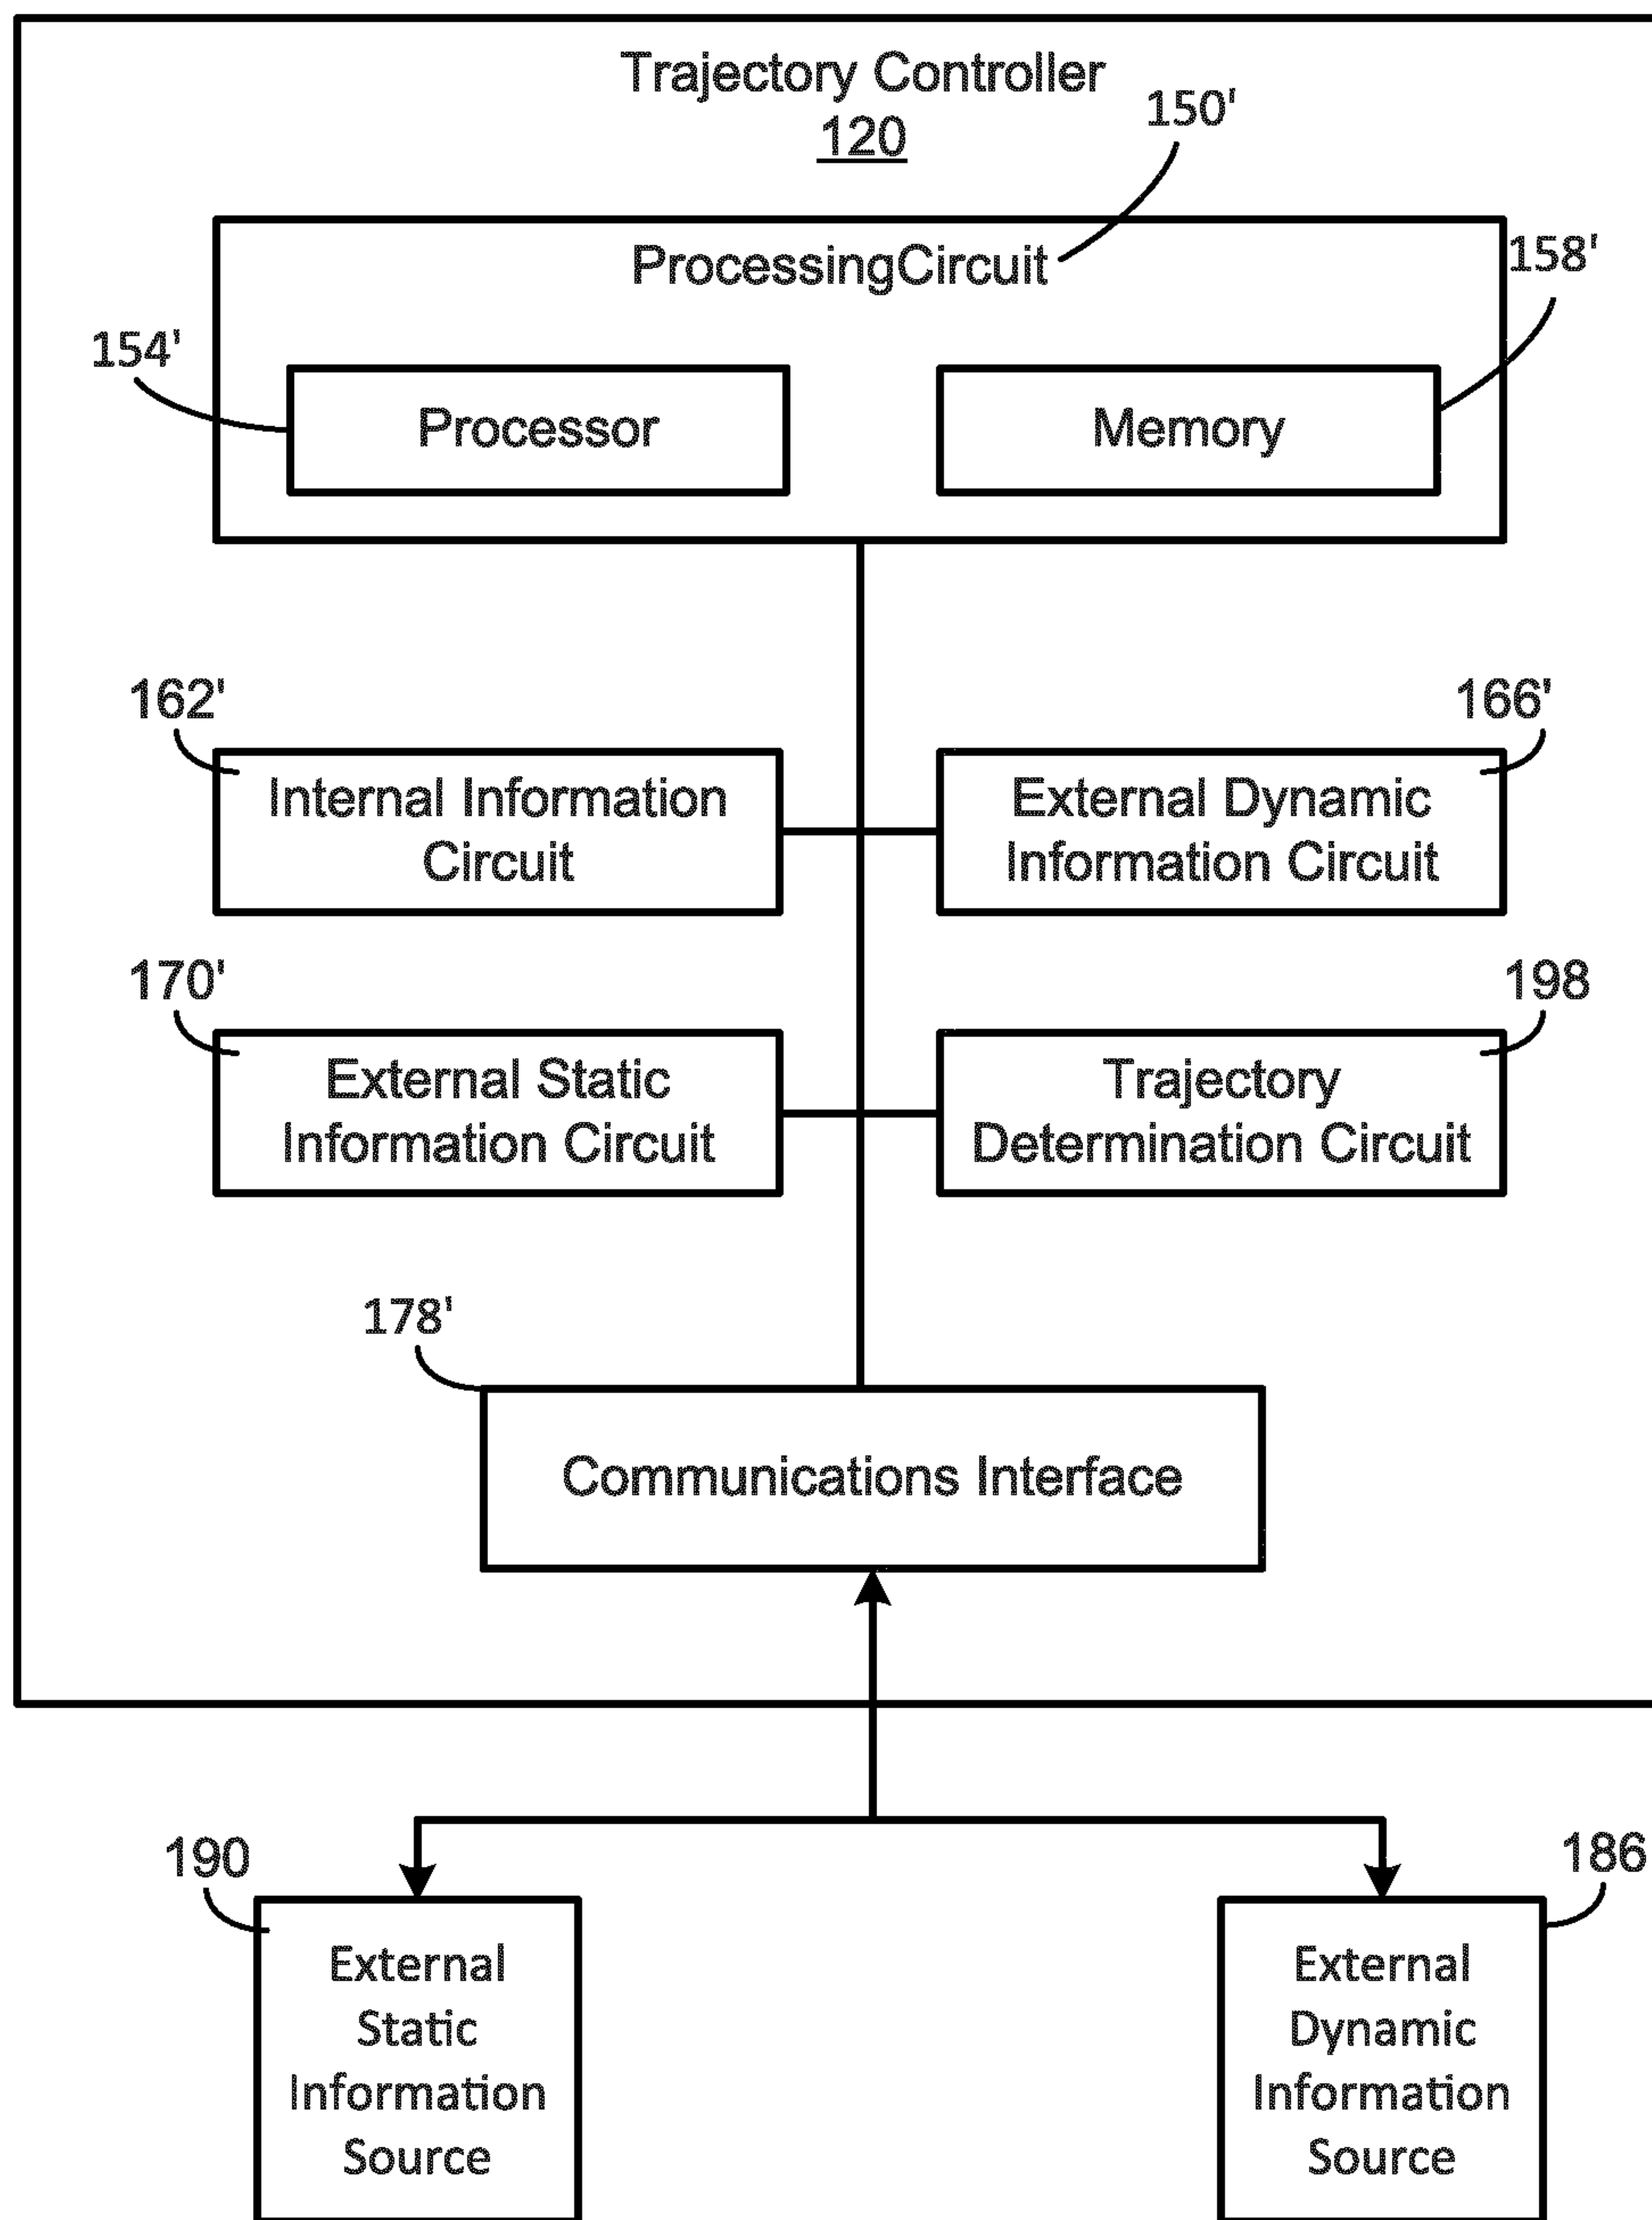 Trajectory Controller
120
150'
ProcessingCircuit
158'
154'
Processor
Memory
162'
166'
Internal Information
Circuit
External Dynamic
Information Circuit
170'
198
External Static
Information Circuit
Trajectory
Determination Circuit
178'
Communications Interface
190
186
External
Static
Information
Source
External
Dynamic
Information
Source